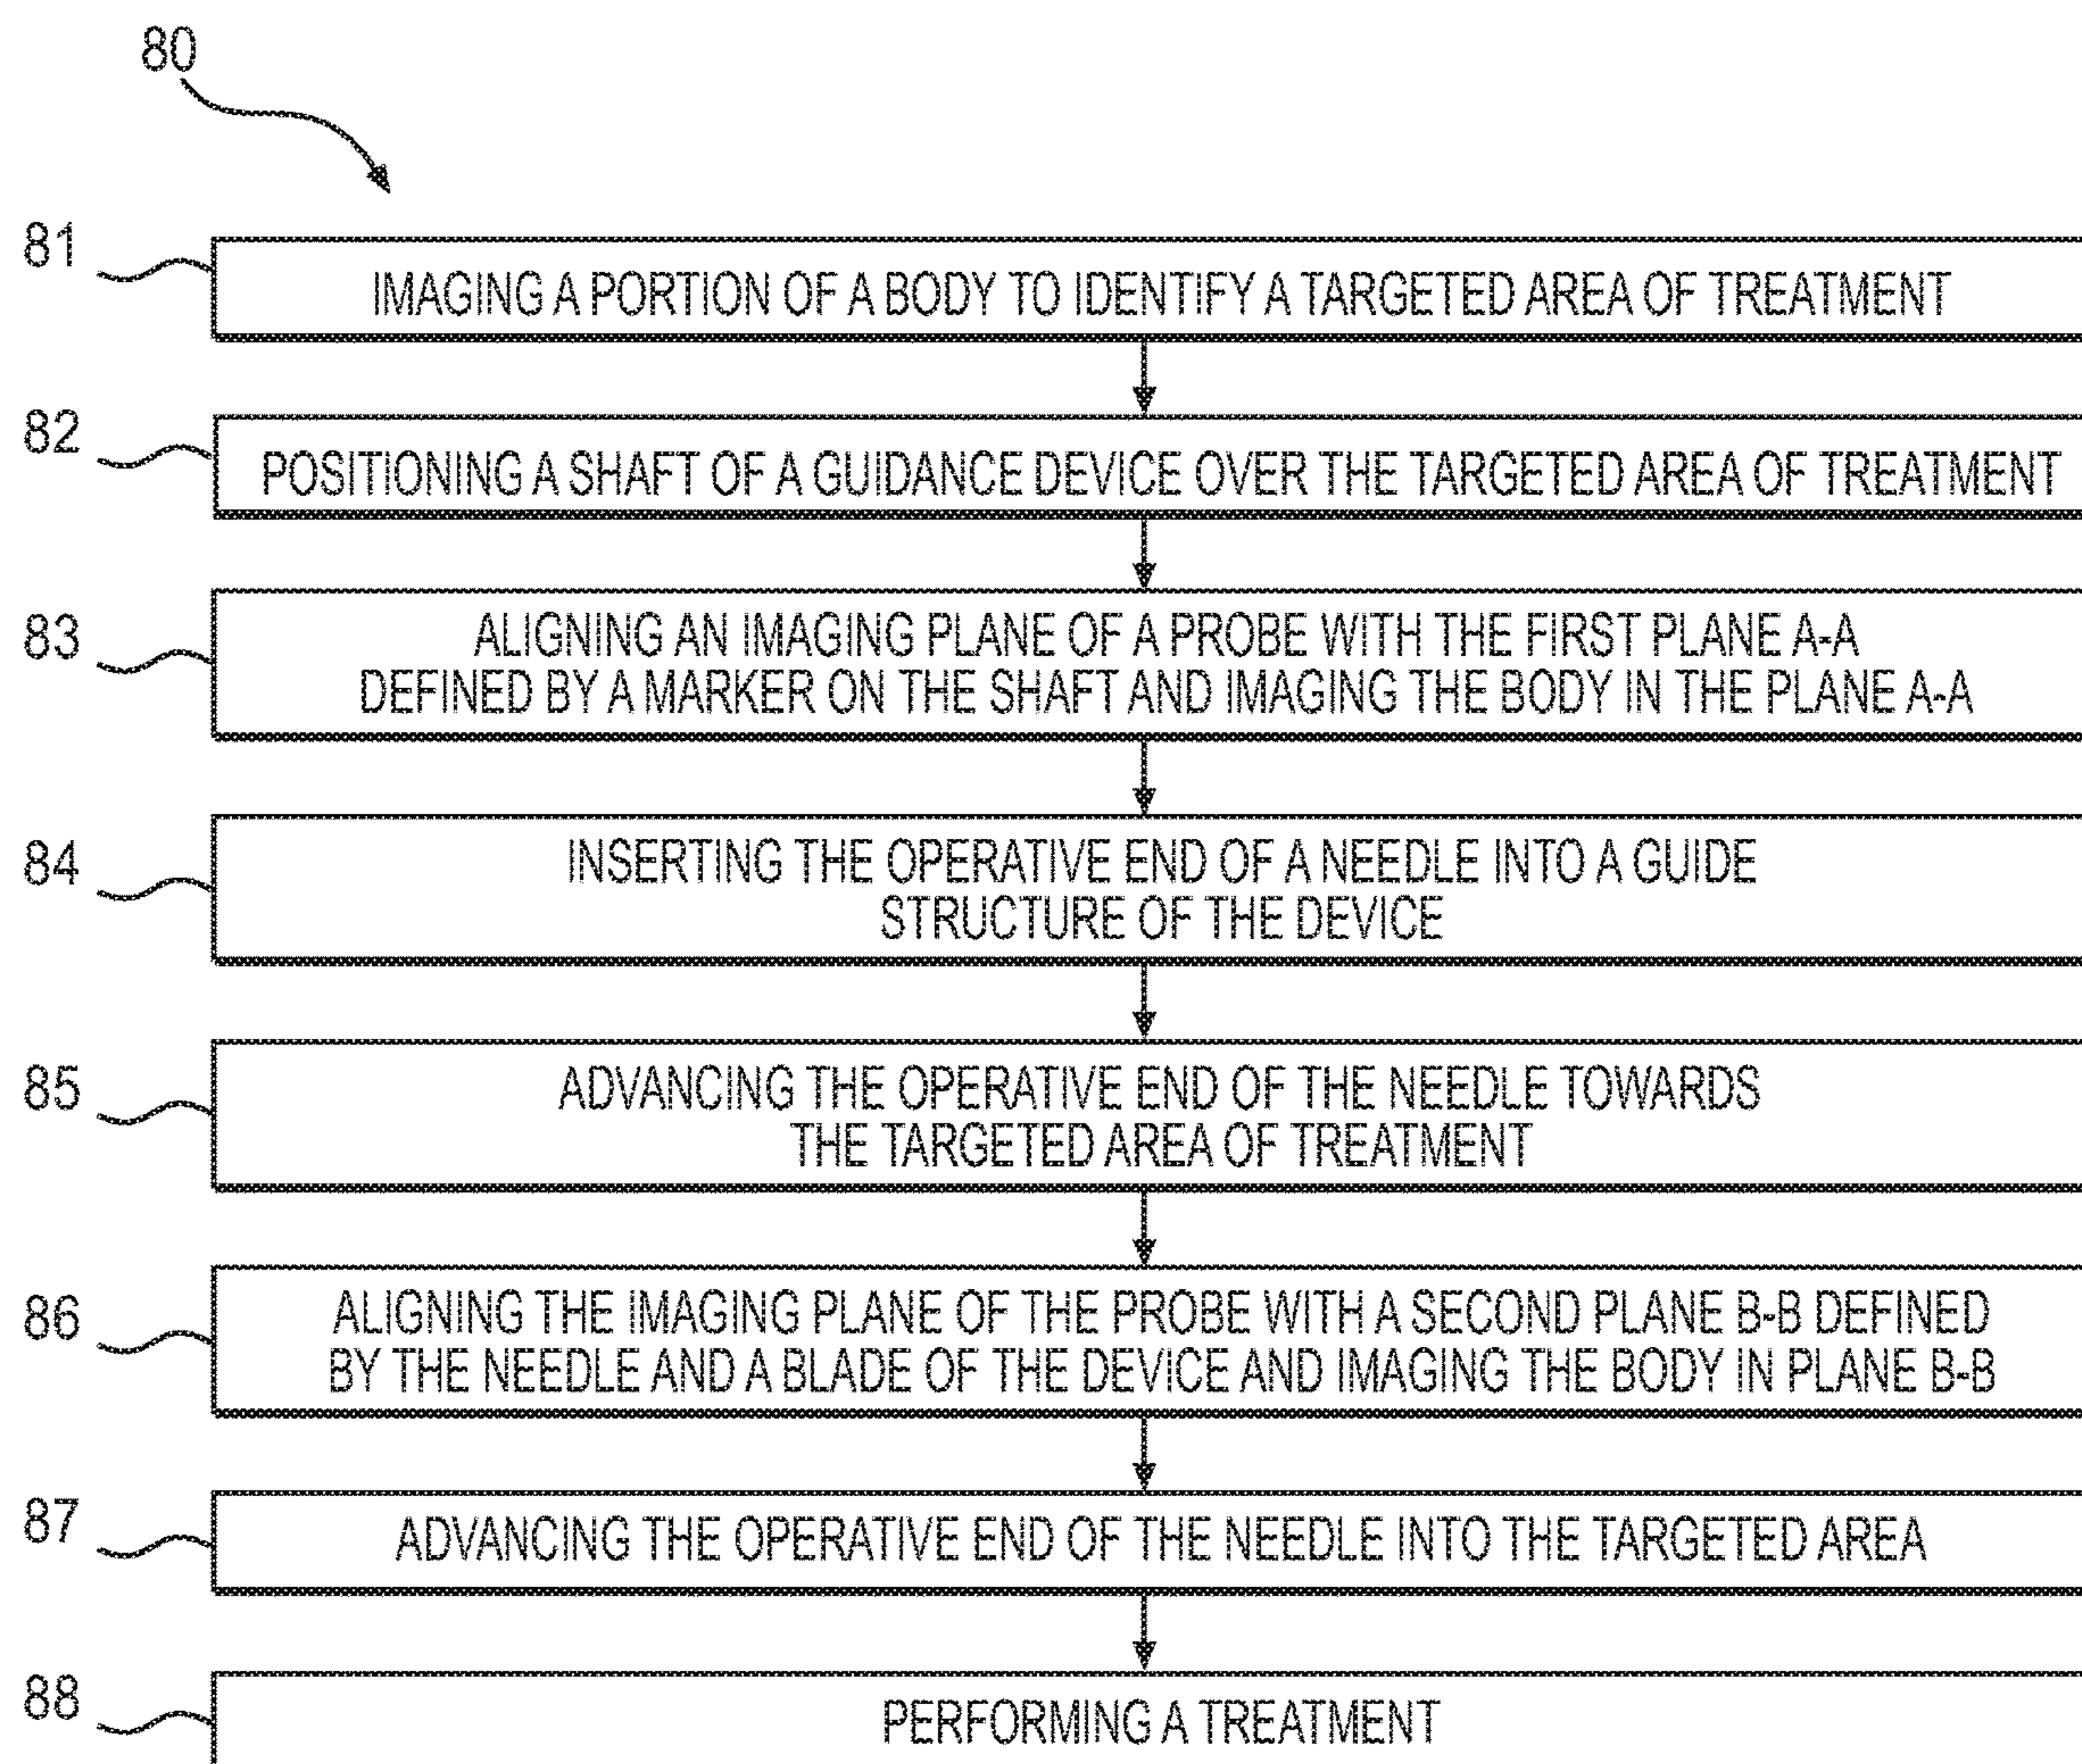 80
81
IMAGING A PORTION OF A BODY TO IDENTIFY A TARGETED AREA OF TREATMENT
82
POSITIONING A SHAFT OF A GUIDANCE DEVICE OVER THE TARGETED AREA OF TREATMENT
83
ALIGNING AN IMAGING PLANE OF A PROBE WITH THE FIRST PLANE A-A
DEFINED BY A MARKER ON THE SHAFT AND IMAGING THE BODY IN THE PLANE A-A
84
INSERTING THE OPERATIVE END OF A NEEDLE INTO A GUIDE
STRUCTURE OF THE DEVICE
85
ADVANCING THE OPERATIVE END OF THE NEEDLE TOWARDS
THE TARGETED AREA OF TREATMENT
86
ALIGNING THE IMAGING PLANE OF THE PROBE WITH A SECOND PLANE B-B DEFINED
BY THE NEEDLE AND A BLADE OF THE DEVICE AND IMAGING THE BODY IN PLANE B-B
87
ADVANCING THE OPERATIVE END OF THE NEEDLE INTO THE TARGETED AREA
88
PERFORMING A TREATMENT